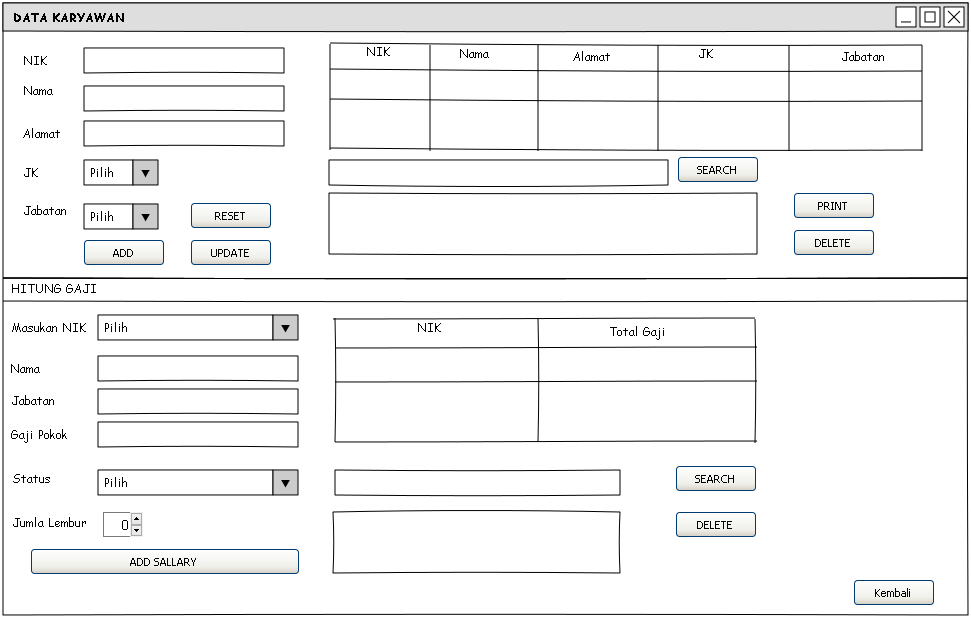 DATA KARYAWAN
NIK
Nama
Alamat
JK
Pilih
Jabatan
Pilih
RESET
ADD
UPDATE
NIK Nama Alamat JK Jabatan
SEARCH
PRINT
DELETE
HITUNG GAJI
Masukan NIK
Pilih
Nama
Jabatan
Gaji Pokok
Status
Pilih
Jumla Lembur
0
ADD SALLARY
NIK Total Gaji
SEARCH
DELETE
Kembali